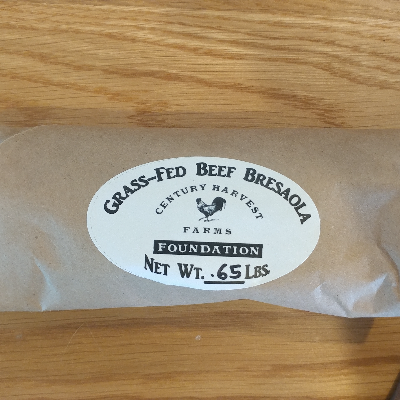 GRASS-FED BEEF BRESAOLA
CENTURY HARVEST
FARMS
FOUNDATION
NET WT. .65 LBS.